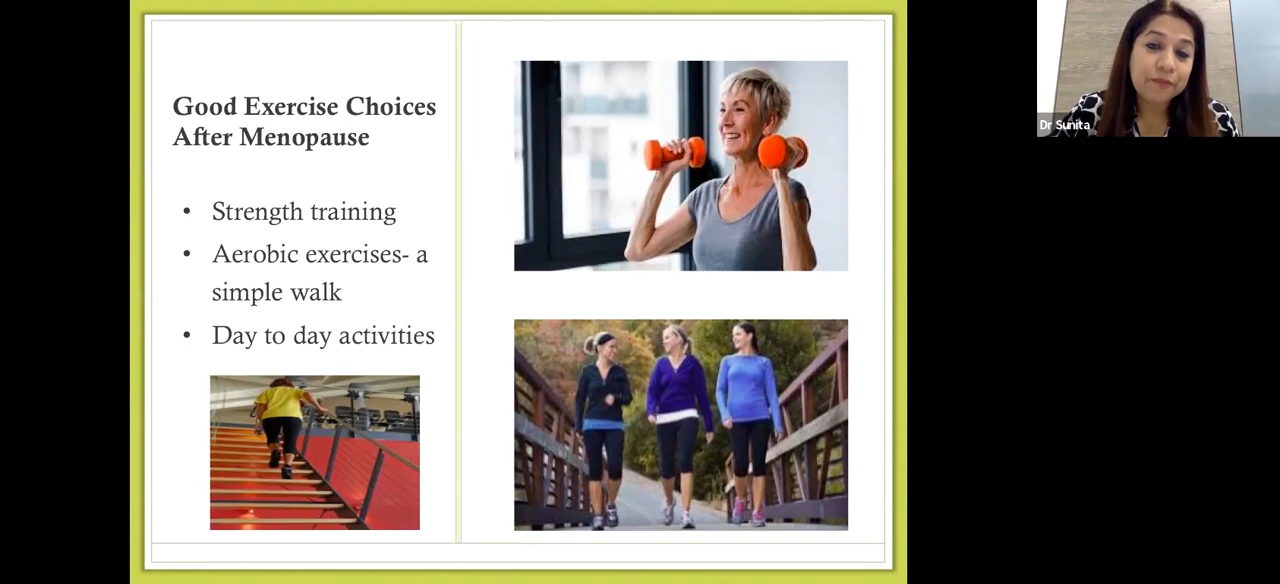 Good Exercise Choices
After Menopause
• Strength training
• Aerobic exercises- a
simple walk
• Day to day activities
Dr Sunita